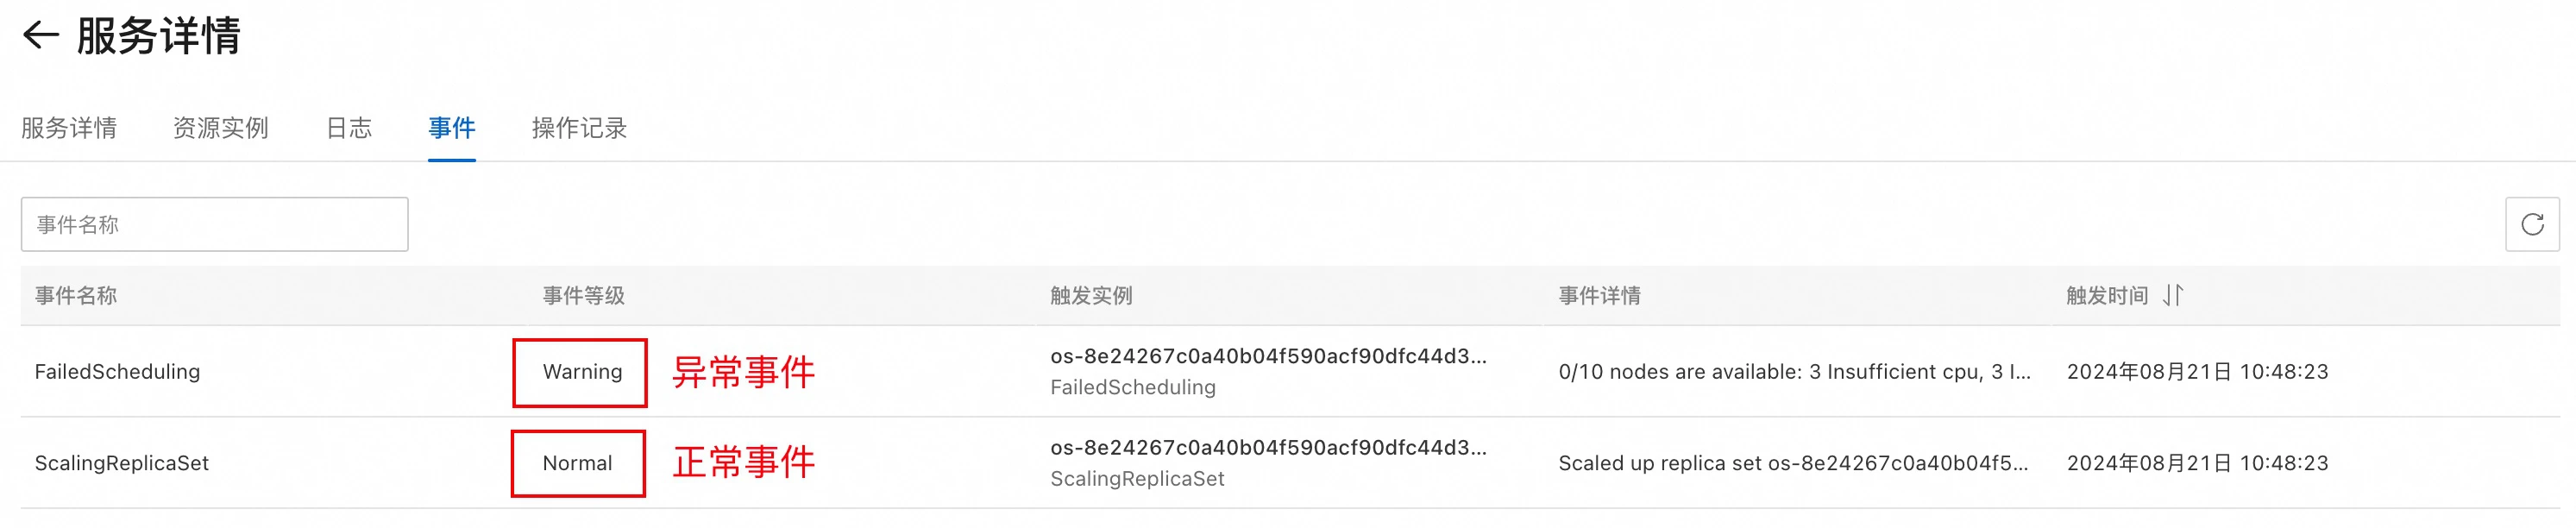 服务详情
服务详情 资源实例 日志 事件 操作记录
事件名称
事件名称 事件等级 触发实例 事件详情 触发时间
FailedScheduling Warning 异常事件 os-8e24267c0a40b04f590acf90dfc44d3... 0/10 nodes are available: 3 Insufficient cpu, 3 I... 2024年08月21日 10:48:23
FailedScheduling
ScalingReplicaSet Normal 正常事件 os-8e24267c0a40b04f590acf90dfc44d3... Scaled up replica set os-8e24267c0a40b04f5... 2024年08月21日 10:48:23
ScalingReplicaSet